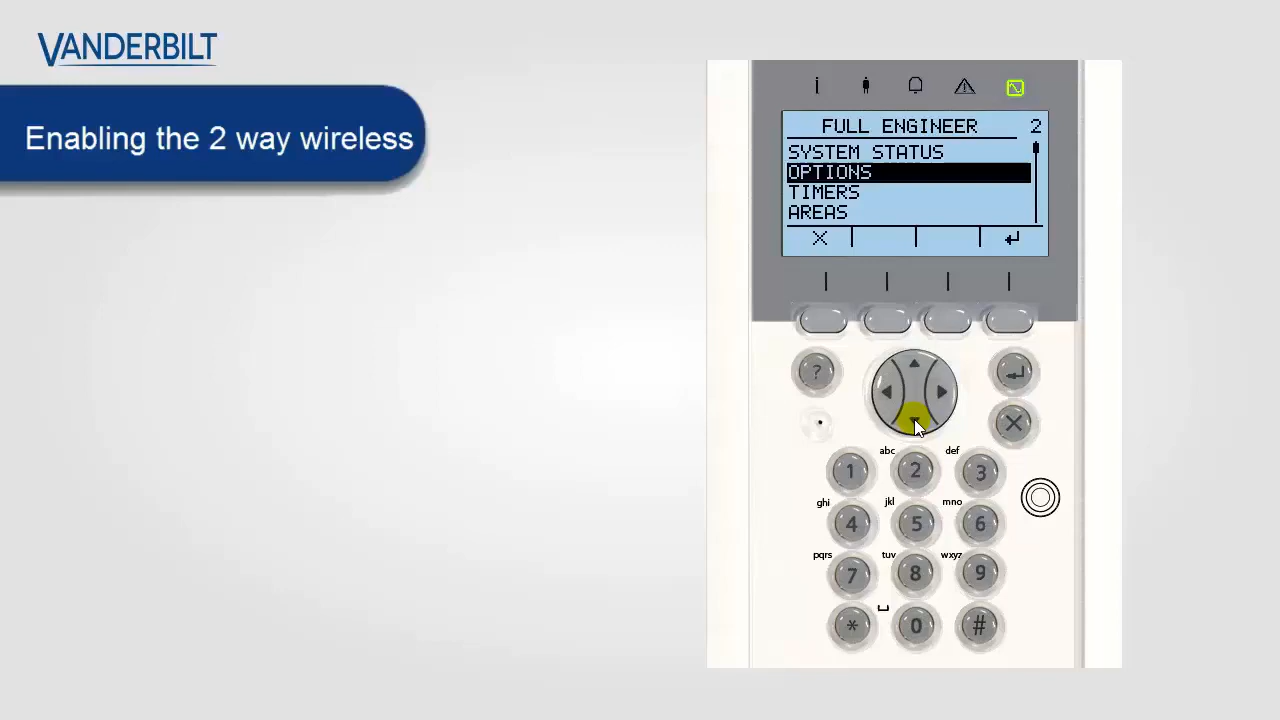 VANDERBILT
Enabling the 2 way wireless
FULL ENGINEER 2
SYSTEM STATUS
OPTIONS
TIMERS
AREAS
?
abc def
1 2 3
ghi jkl mno
4 5 6
pqrs tuv wxyz
7 8 9
* 0 #